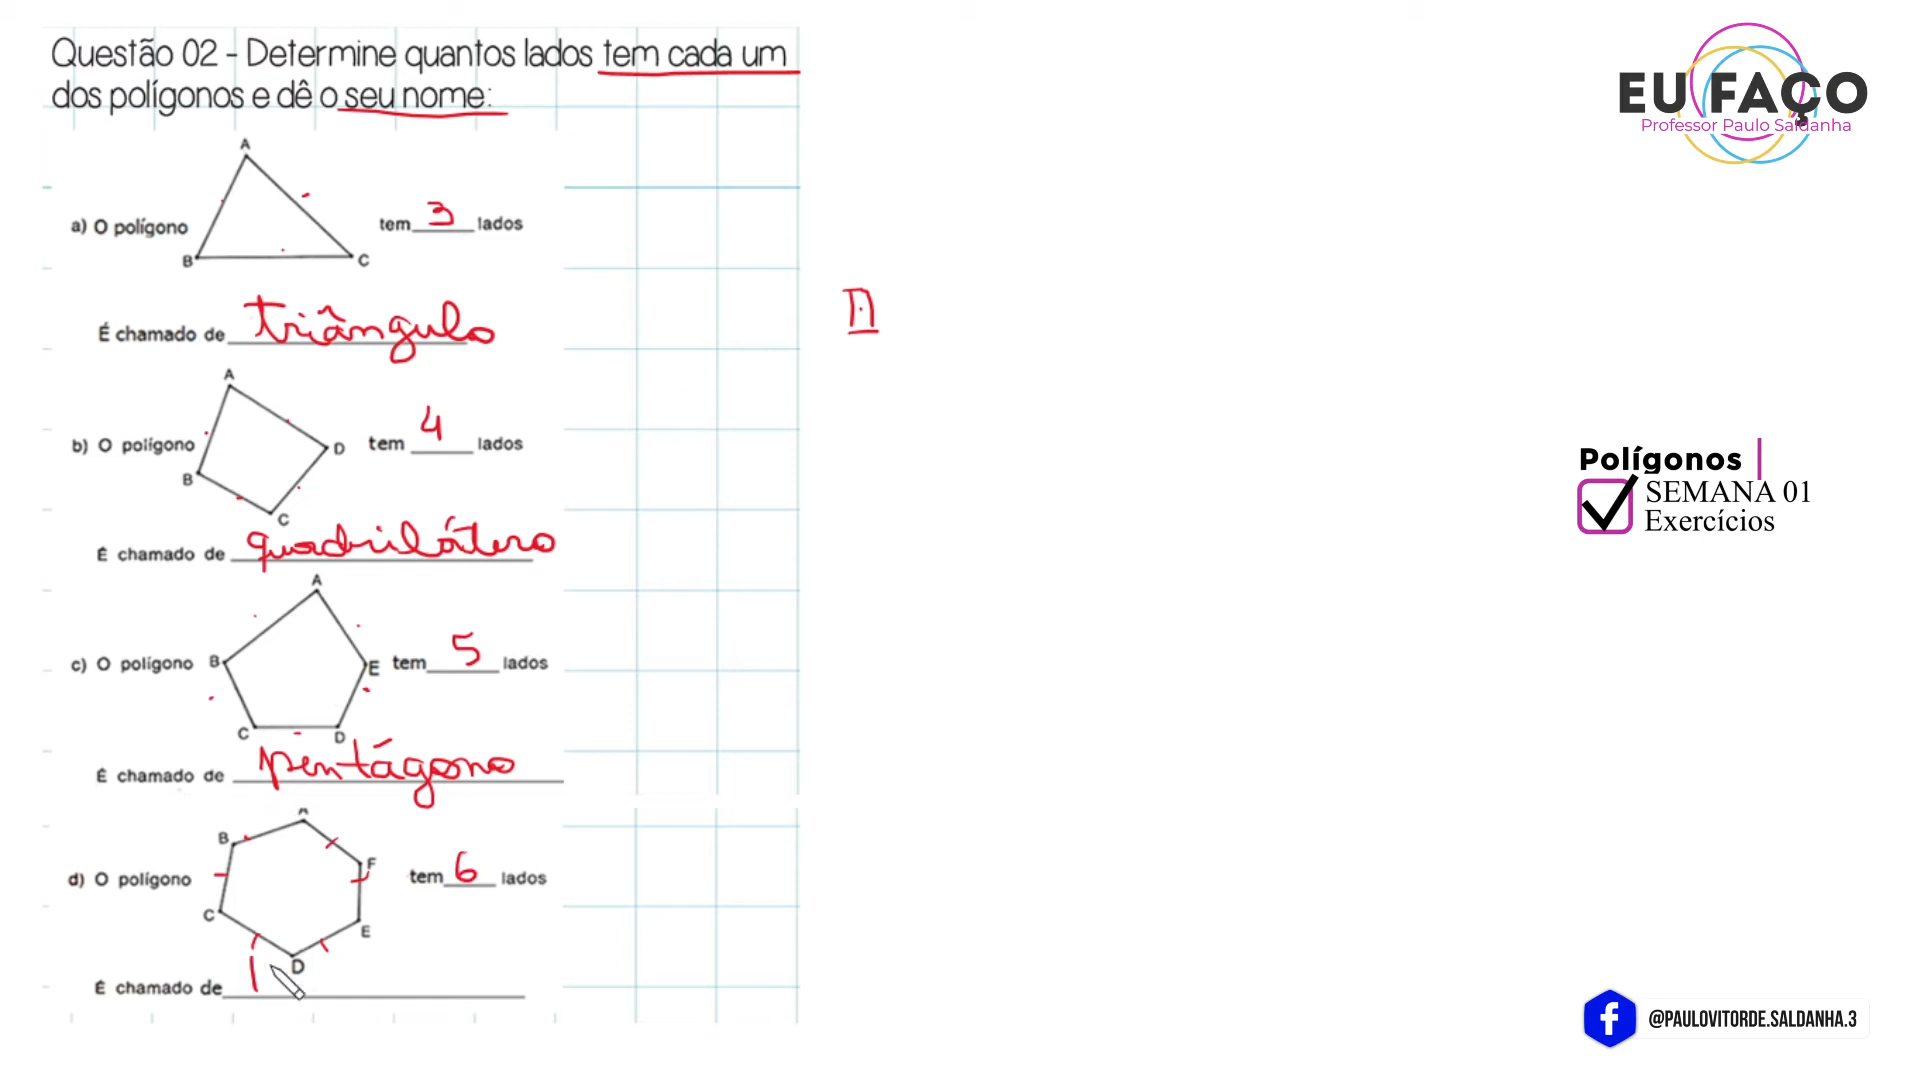 Questão 02 - Determine quantos lados tem cada um
dos polígonos e dê o seu nome:
A
a) O polígono tem 3 lados
B C
É chamado de triângulo
A
b) O polígono D tem 4 lados
B
C
É chamado de quadrilátero
A
c) O polígono B E tem 5 lados
C D
É chamado de pentágono
A
B
F
d) O polígono tem 6 lados
C
E
D
É chamado de
EU FAÇO
Professor Paulo Saldanha
Polígonos
SEMANA 01
Exercícios
@PAULOVITORDE.SALDANHA.3